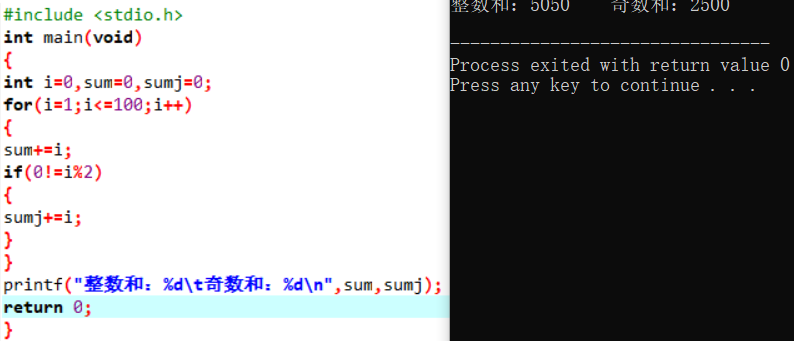 #include <stdio.h>
int main(void)
{
int i=0,sum=0,sumj=0;
for(i=1;i<=100;i++)
{
sum+=i;
if(0!=i%2)
{
sumj+=i;
}
}
printf("整数和：%d\t奇数和：%d\n",sum,sumj);
return 0;
}
整数和：5050    奇数和：2500
--------------------------------
Process exited with return value 0
Press any key to continue . . .